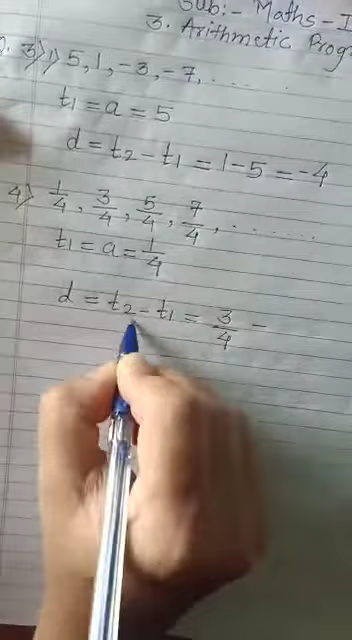 Sub:- Maths-I
3. Arithmetic Prog
3) 1) 5, 1, -3, -7, ......
t₁ = a = 5
d = t₂ - t₁ = 1 - 5 = -4
4) 1/4, 3/4, 5/4, 7/4, ......
t₁ = a = 1/4
d = t₂ - t₁ = 3/4 -